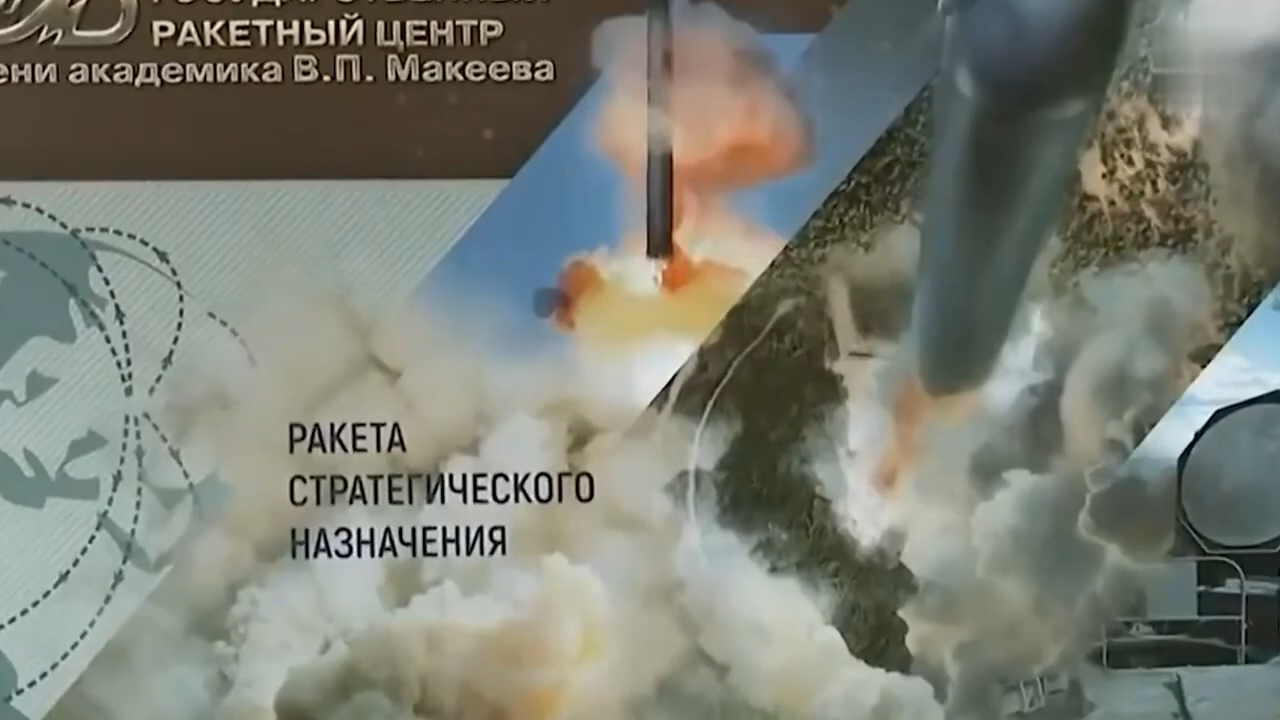 РАКЕТНЫЙ ЦЕНТР
ени академика В.П. Макеева
РАКЕТА
СТРАТЕГИЧЕСКОГО
НАЗНАЧЕНИЯ